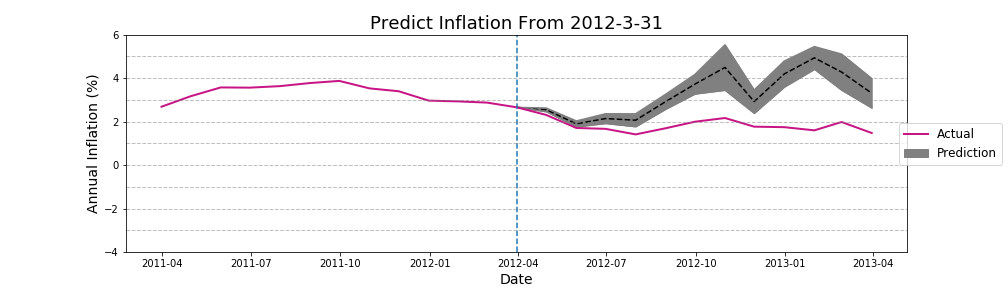 Predict Inflation From 2012-3-31
6
4
2
0
−2
−4
Annual Inflation (%)
2011-04 2011-07 2011-10 2012-01 2012-04 2012-07 2012-10 2013-01 2013-04
Date
Actual
Prediction